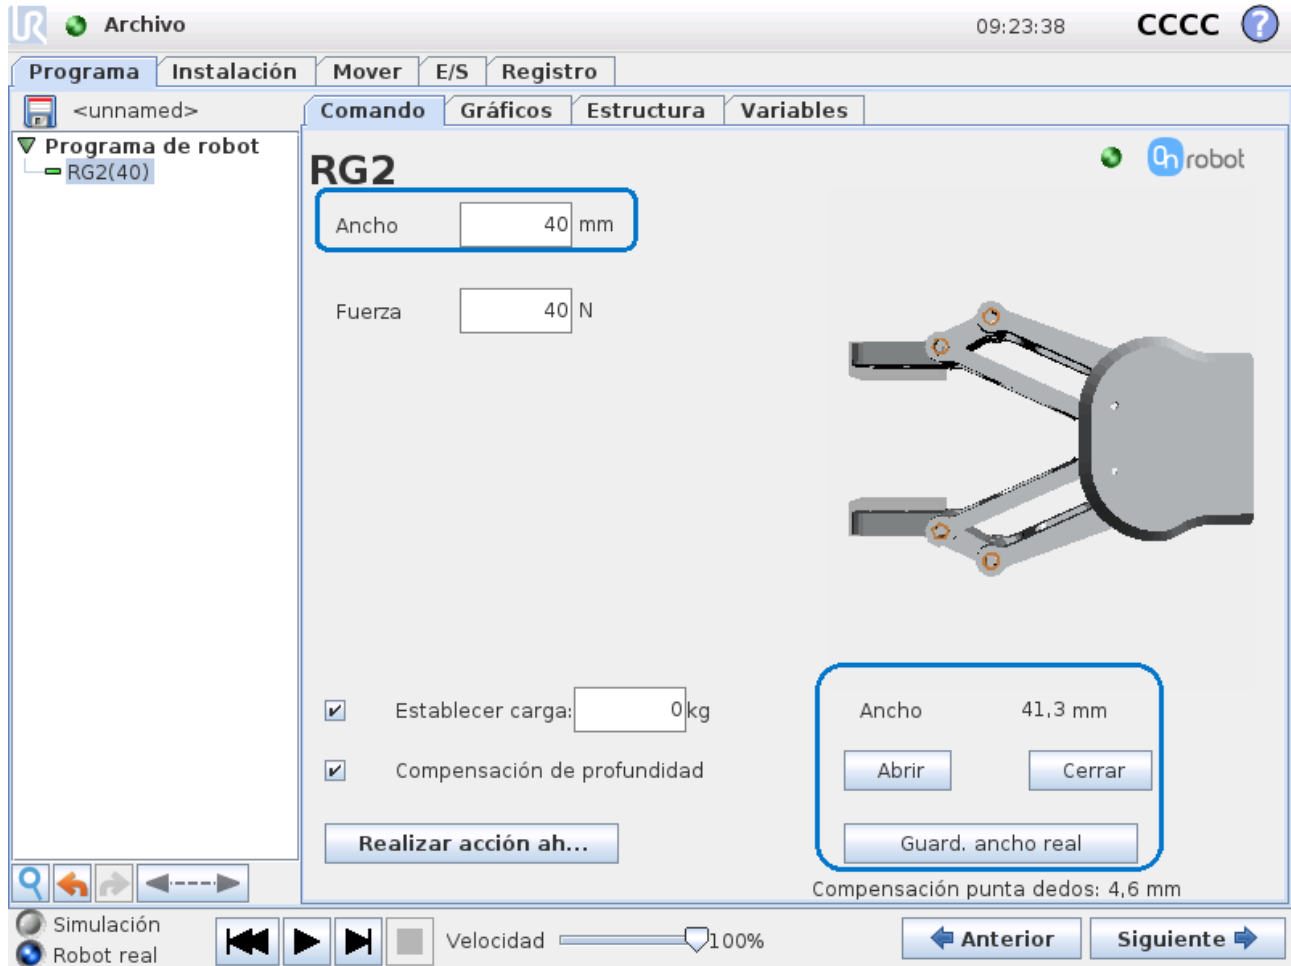 UR Archivo 09:23:38 CCCC ?
Programa Instalación Mover E/S Registro
<unnamed> Comando Gráficos Estructura Variables
Programa de robot
RG2(40)
RG2
On robot
Ancho 40 mm
Fuerza 40 N
Establecer carga: 0 kg
Compensación de profundidad
Realizar acción ah...
Ancho 41,3 mm
Abrir Cerrar
Guard. ancho real
Compensación punta dedos: 4,6 mm
Simulación
Robot real
Velocidad 100%
Anterior Siguiente